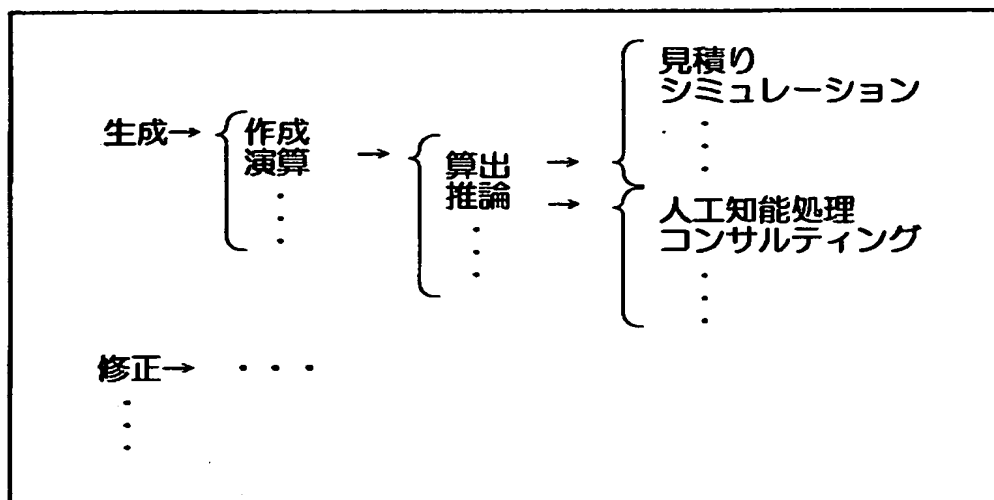 見積り
シミュレーション
・
・
・
生成→
作成
演算
・
・
・
→
算出
推論
・
・
・
→
→
人工知能処理
コンサルティング
・
・
・
修正→ ・・・
・
・
・